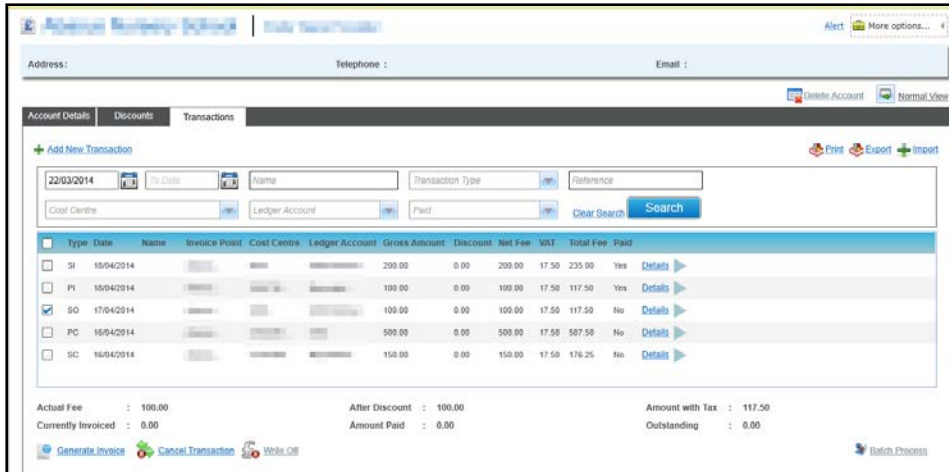 Alert More options...
Address: Telephone : Email :
Delete Account Normal View
Account Details Discounts Transactions
Add New Transaction Print Export Import
22/03/2014 To Date Name Transaction Type Reference
Cost Centre Ledger Account Paid Clear Search Search
Type Date Name Invoice Point Cost Centre Ledger Account Gross Amount Discount Net Fee VAT Total Fee Paid
SI 18/04/2014 200.00 0.00 200.00 17.50 235.00 Yes Details
PI 18/04/2014 100.00 0.00 100.00 17.50 117.50 Yes Details
SO 17/04/2014 100.00 0.00 100.00 17.50 117.50 No Details
PC 16/04/2014 500.00 0.00 500.00 17.50 587.50 No Details
SC 16/04/2014 150.00 0.00 150.00 17.50 176.25 No Details
Actual Fee : 100.00 After Discount : 100.00 Amount with Tax : 117.50
Currently Invoiced : 0.00 Amount Paid : 0.00 Outstanding : 0.00
Generate Invoice Cancel Transaction Write Off Batch Process